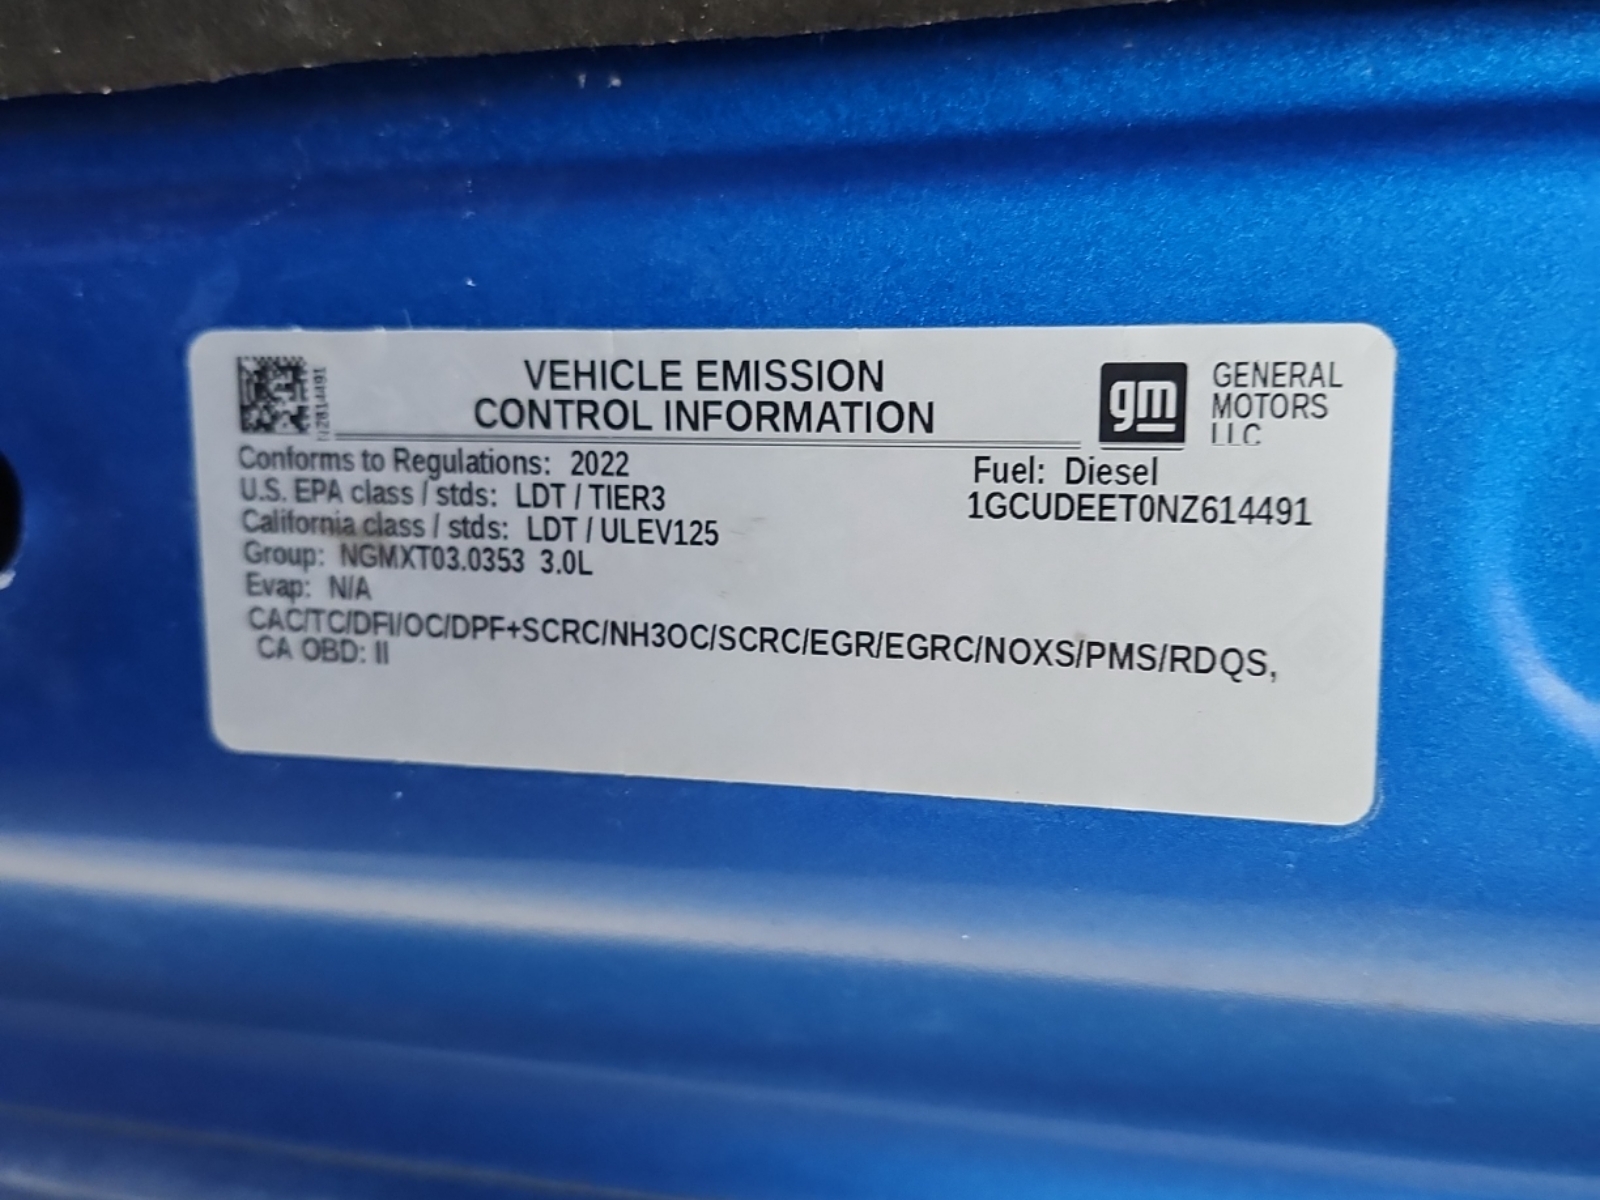 VEHICLE EMISSION
CONTROL INFORMATION
gm
GENERAL
MOTORS
LLC
Conforms to Regulations: 2022
U.S. EPA class / stds: LDT / TIER3
California class / stds: LDT / ULEV125
Group: NGMXT03.0353 3.0L
Evap: N/A
Fuel: Diesel
1GCUDEET0NZ614491
CAC/TC/DFI/OC/DPF+SCRC/NH3OC/SCRC/EGR/EGRC/NOXS/PMS/RDQS,
CA OBD: II